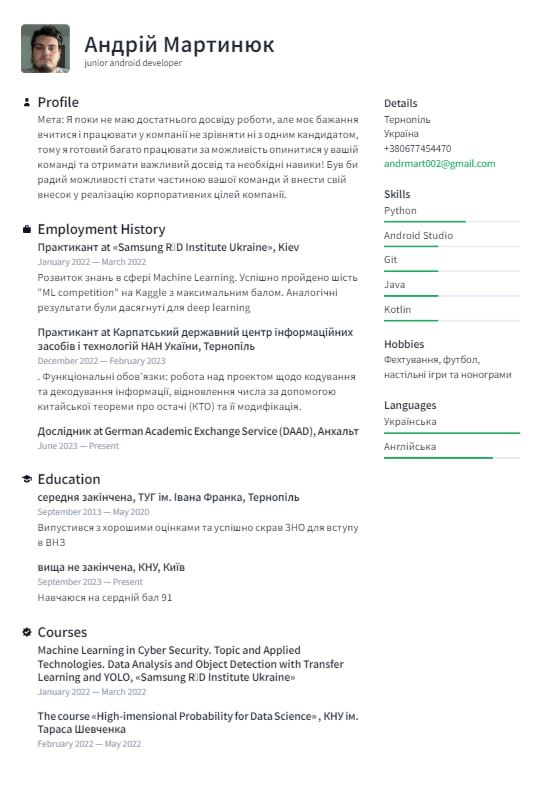 Андрій Мартинюк
junior android developer
Profile
Мета: Я поки не маю достатнього досвіду роботи, але моє бажання
вчитися і працювати у компанії не зрівняти ні з одним кандидатом,
тому я готовий багато працювати за можливість опинитися у вашій
команді та отримати важливий досвід та необхідні навики! Був би
радий можливості стати частиною вашої команди й внести свій
внесок у реалізацію корпоративних цілей компанії.
Employment History
Практикант at «Samsung R▯D Institute Ukraine», Kiev
January 2022 — March 2022
Розвиток знань в сфері Machine Learning. Успішно пройдено шість
"ML competition" на Kaggle з максимальним балом. Аналогічні
результати були дасягнуті для deep learning
Практикант at Карпатський державний центр інформаційних
засобів і технологій НАН Укаїни, Тернопіль
December 2022 — February 2023
. Функціональні обов'язки: робота над проектом щодо кодування
та декодування інформації, відновлення числа за допомогою
китайської теореми про остачі (КТО) та її модифікація.
Дослідник at German Academic Exchange Service (DAAD), Анхальт
June 2023 — Present
Education
середня закінчена, ТУГ ім. Івана Франка, Тернопіль
September 2013 — May 2020
Випустився з хорошими оцінками та успішно скрав ЗНО для вступу
в ВНЗ
вища не закінчена, КНУ, Київ
September 2023 — Present
Навчаюся на сердній бал 91
Courses
Machine Learning in Cyber Security. Topic and Applied
Technologies. Data Analysis and Object Detection with Transfer
Learning and YOLO, «Samsung R▯D Institute Ukraine»
January 2022 — March 2022
The course «High-imensional Probability for Data Science» , КНУ ім.
Тараса Шевченка
February 2022 — May 2022
Details
Тернопіль
Україна
+380677454470
andrmart002@gmail.com
Skills
Python
Android Studio
Git
Java
Kotlin
Hobbies
Фехтування, футбол,
настільні ігри та нонограми
Languages
Українська
Англійська